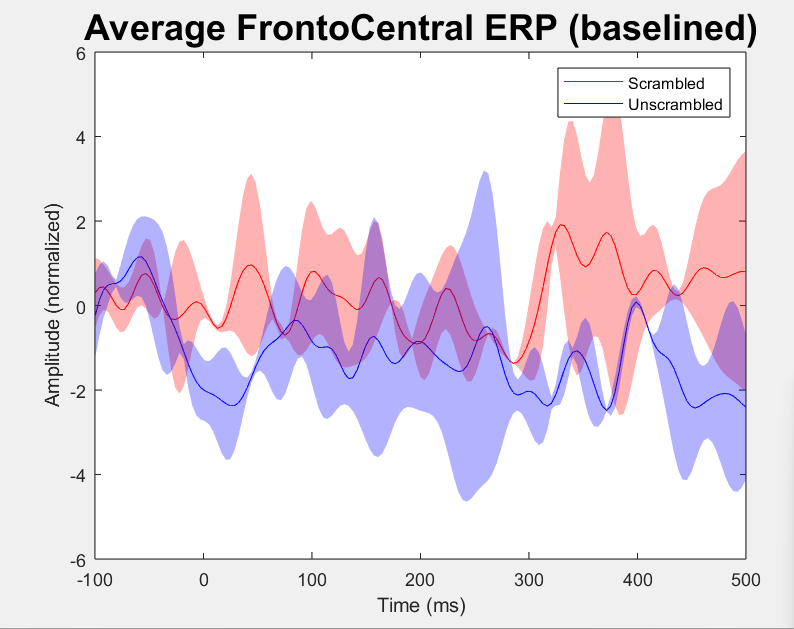 Average FrontoCentral ERP (baselined)
6
Scrambled
Unscrambled
4
2
0
-2
-4
-6
Amplitude (normalized)
-100 0 100 200 300 400 500
Time (ms)